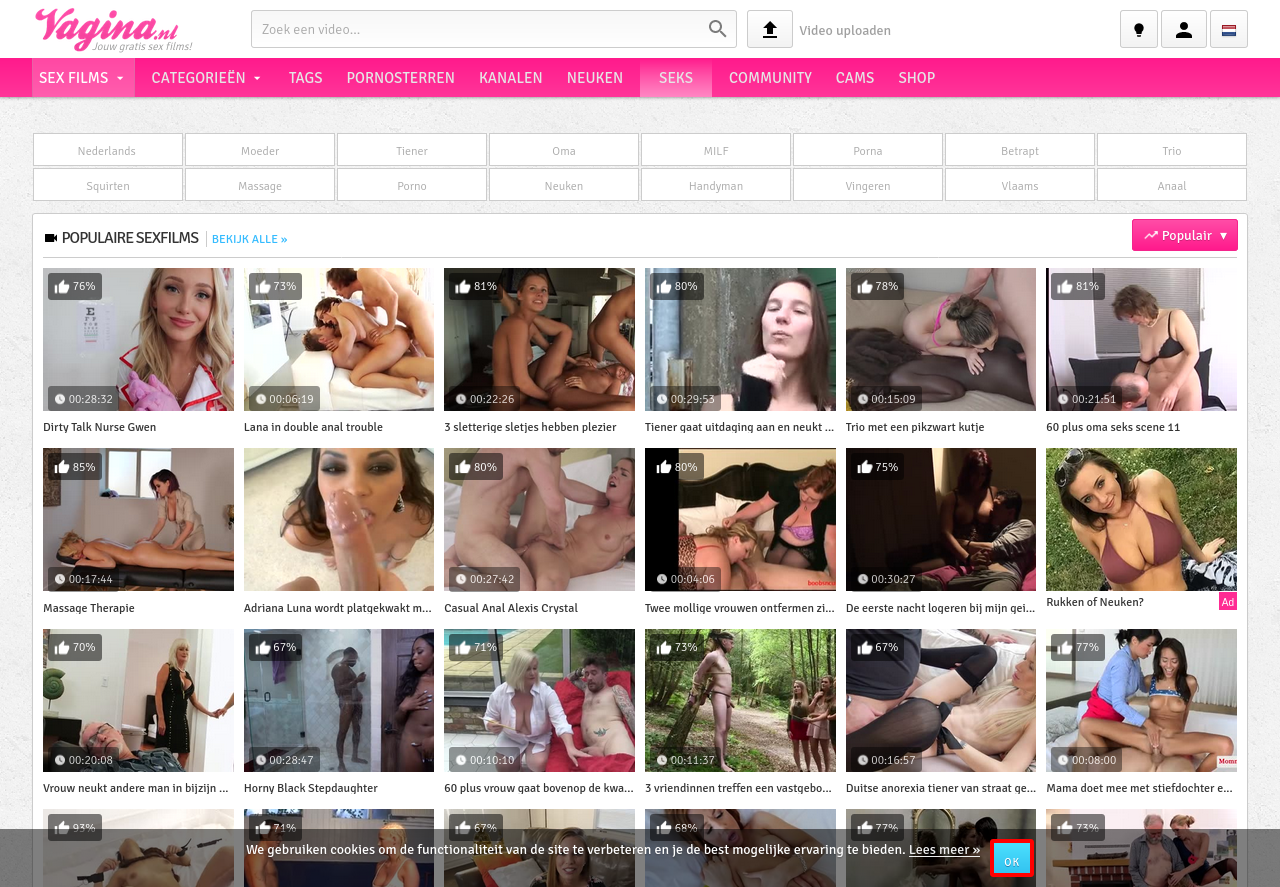 Vagina.nl
Jouw gratis sex films!
Zoek een video...
Video uploaden
SEX FILMS
CATEGORIEËN
TAGS
PORNOSTERREN
KANALEN
NEUKEN
SEKS
COMMUNITY
CAMS
SHOP
Nederlands
Moeder
Tiener
Oma
MILF
Porna
Betrapt
Trio
Squirten
Massage
Porno
Neuken
Handyman
Vingeren
Vlaams
Anaal
POPULAIRE SEXFILMS
BEKIJK ALLE »
Populair ▼
76%
73%
81%
80%
78%
81%
00:28:32
00:06:19
00:22:26
00:29:53
00:15:09
00:21:51
Dirty Talk Nurse Gwen
Lana in double anal trouble
3 sletterige sletjes hebben plezier
Tiener gaat uitdaging aan en neukt ...
Trio met een pikzwart kutje
60 plus oma seks scene 11
85%
80%
80%
75%
00:17:44
00:27:42
00:04:06
00:30:27
Massage Therapie
Adriana Luna wordt platgekwakt m...
Casual Anal Alexis Crystal
Twee mollige vrouwen ontfermen zi...
De eerste nacht logeren bij mijn gei...
Rukken of Neuken?
Ad
70%
67%
71%
73%
67%
77%
00:20:08
00:28:47
00:10:10
00:11:37
00:16:57
00:08:00
Vrouw neukt andere man in bijzijn ...
Horny Black Stepdaughter
60 plus vrouw gaat bovenop de kwa...
3 vriendinnen treffen een vastgebo...
Duitse anorexia tiener van straat ge...
Mama doet mee met stiefdochter e...
93%
71%
67%
68%
77%
73%
We gebruiken cookies om de functionaliteit van de site te verbeteren en je de best mogelijke ervaring te bieden. Lees meer »
OK